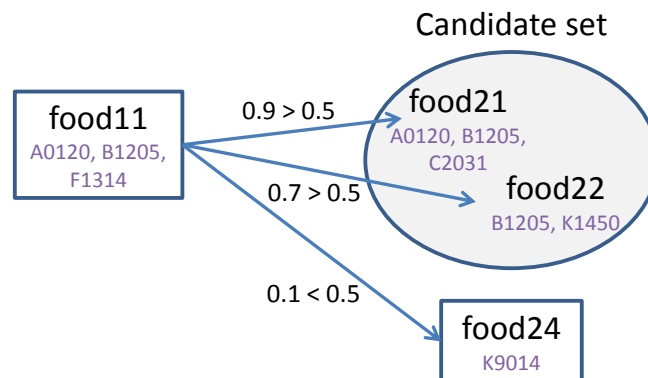 Candidate set
food11
A0120, B1205,
F1314
0.9 > 0.5
food21
A0120, B1205,
C2031
0.7 > 0.5
food22
B1205, K1450
0.1 < 0.5
food24
K9014